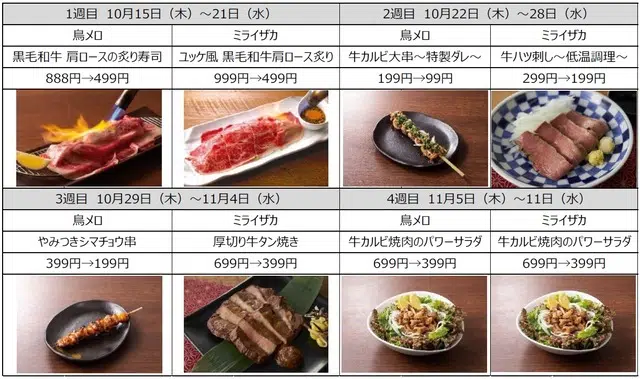 1週目 10月15日（木）～21日（水）
2週目 10月22日（木）～28日（水）
鳥メロ
ミライザカ
鳥メロ
ミライザカ
黒毛和牛 肩ロースの炙り寿司
ユッケ風 黒毛和牛肩ロース炙り
牛カルビ大串～特製ダレ～
牛ハツ刺し～低温調理～
888円→499円
999円→499円
199円→99円
299円→199円
3週目 10月29日（木）～11月4日（水）
4週目 11月5日（木）～11日（水）
鳥メロ
ミライザカ
鳥メロ
ミライザカ
やみつきシマチョウ串
厚切り牛タン焼き
牛カルビ焼肉のパワーサラダ
牛カルビ焼肉のパワーサラダ
399円→199円
699円→399円
699円→399円
699円→399円